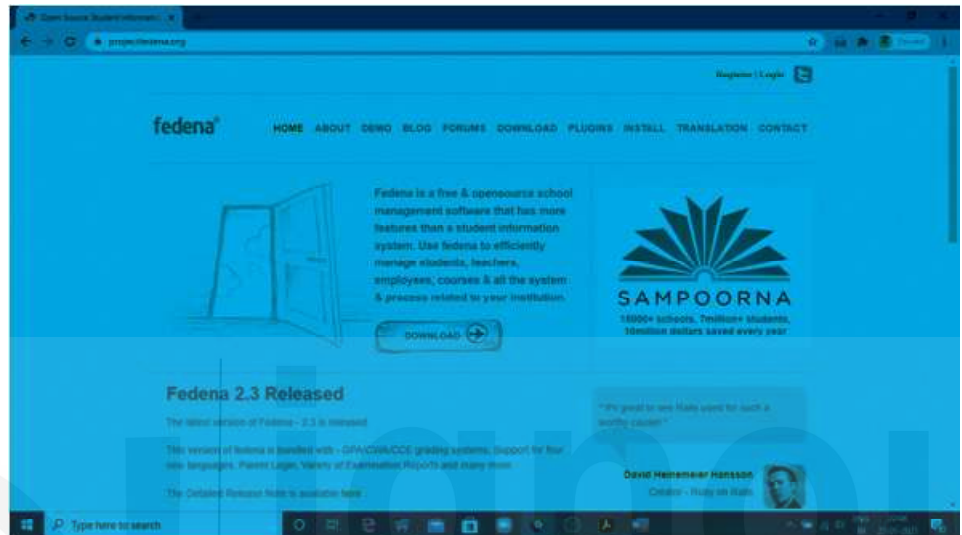 Open Source Student Informati...
projectfedena.org
Register | Login
fedena
HOME ABOUT DEMO BLOG FORUMS DOWNLOAD PLUGINS INSTALL TRANSLATION CONTACT
Fedena is a free & opensource school
management software that has more
features than a student information
system. Use fedena to efficiently
manage students, teachers,
employees, courses & all the system
& process related to your institution
DOWNLOAD
SAMPOORNA
15000+ schools, 7million+ students,
10million dollars saved every year
Fedena 2.3 Released
The latest version of Fedena - 2.3 is released
This version of fedena is bundled with - GPA/CWA/CCE grading systems, Support for four
new languages, Parent Login, Variety of Examination Reports and many more
The Detailed Release Note is available here
"It's great to see Rails used for such a
worthy cause!"
David Heinemeier Hansson
Creator - Ruby on Rails
Type here to search
ignou